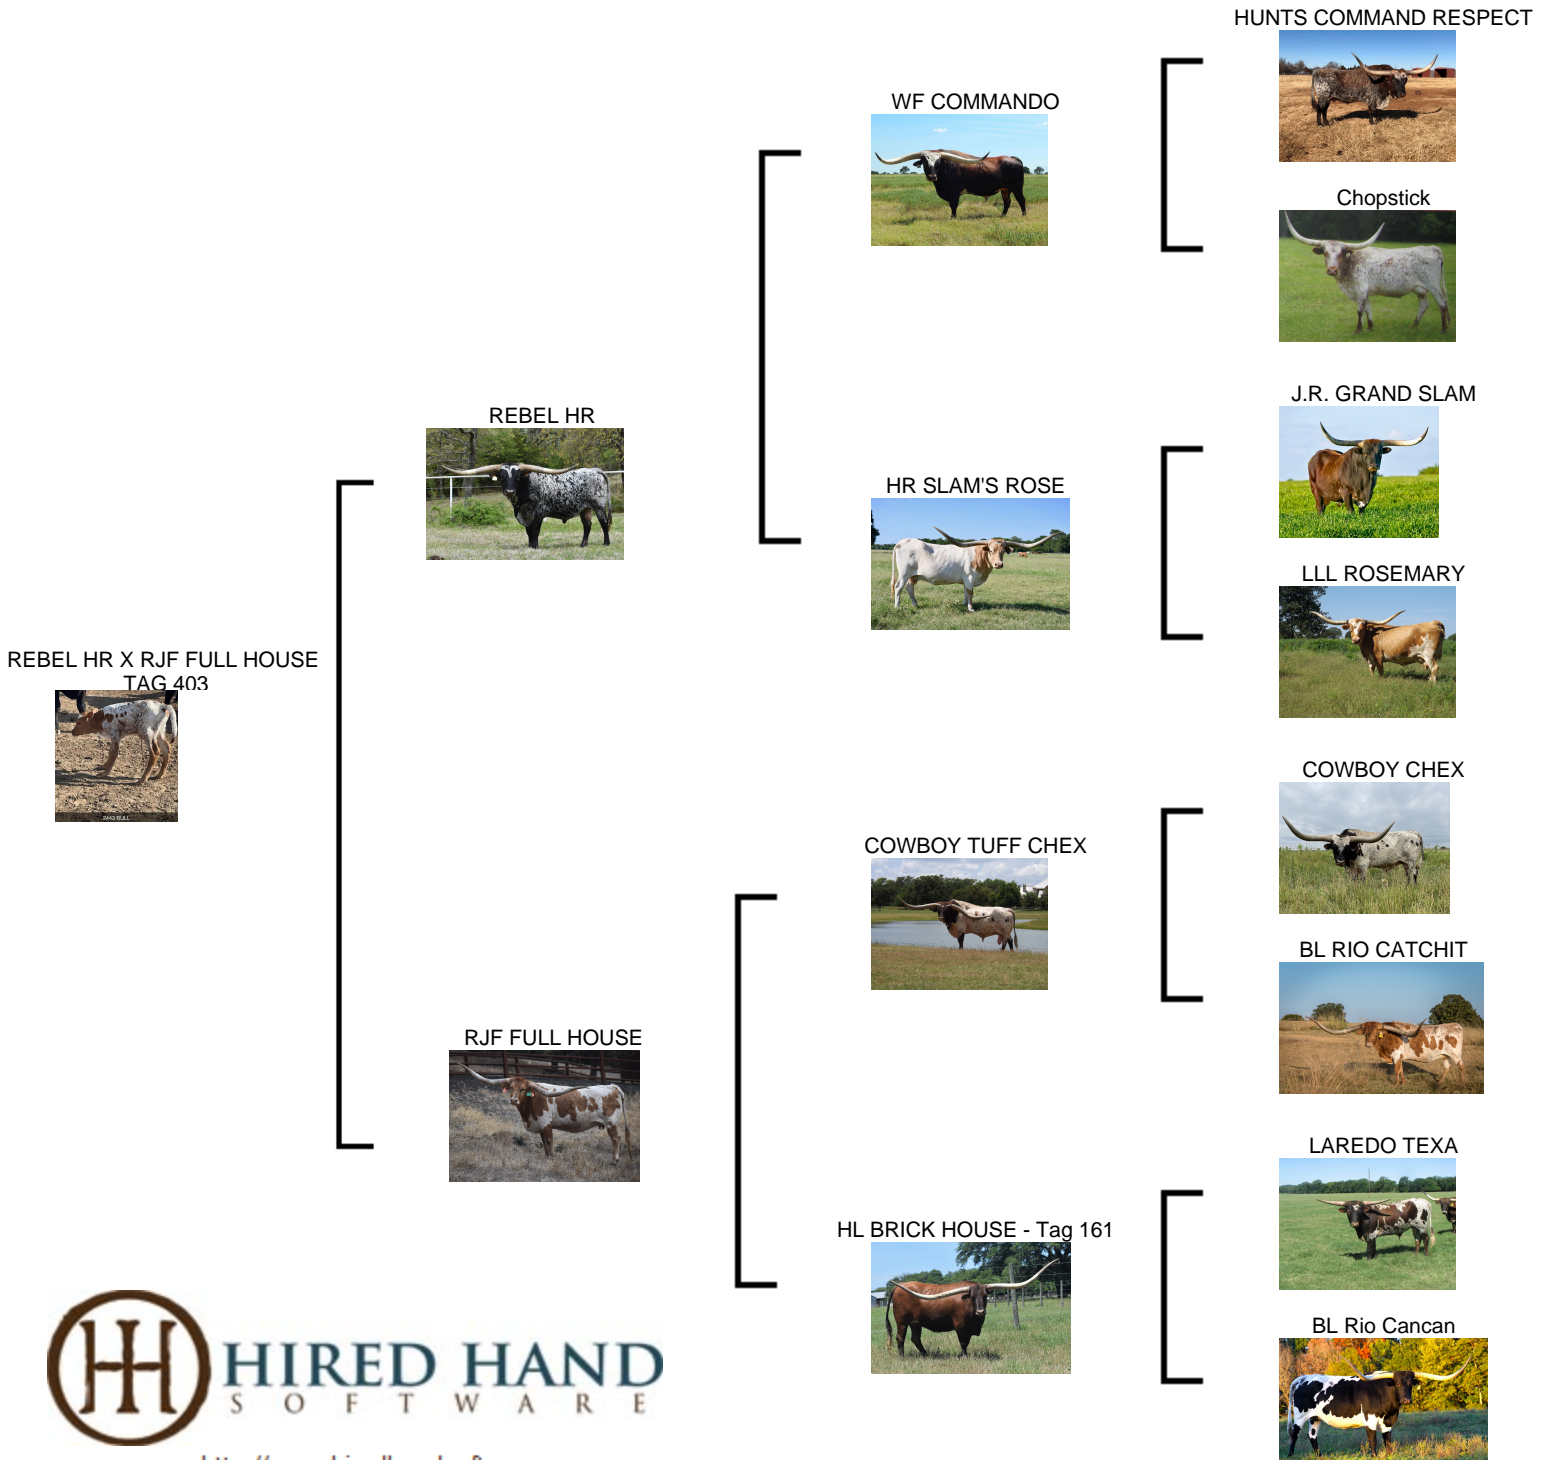 HUNTS COMMAND RESPECT
WF COMMANDO
Chopstick
J.R. GRAND SLAM
REBEL HR
HR SLAM'S ROSE
LLL ROSEMARY
REBEL HR X RJF FULL HOUSE
TAG 403
2443 BULL
COWBOY CHEX
COWBOY TUFF CHEX
BL RIO CATCHIT
RJF FULL HOUSE
LAREDO TEXA
HL BRICK HOUSE - Tag 161
BL Rio Cancan
HIRED HAND
SOFTWARE